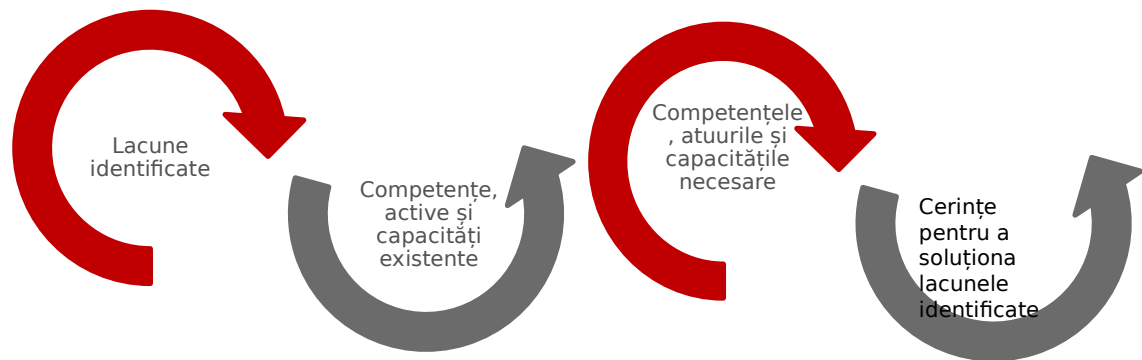 Lacune
identificate
Competențe,
active și
capacități
existente
Competențele
, atuurile și
capacitățile
necesare
Cerințe
pentru a
soluționa
lacunele
identificate